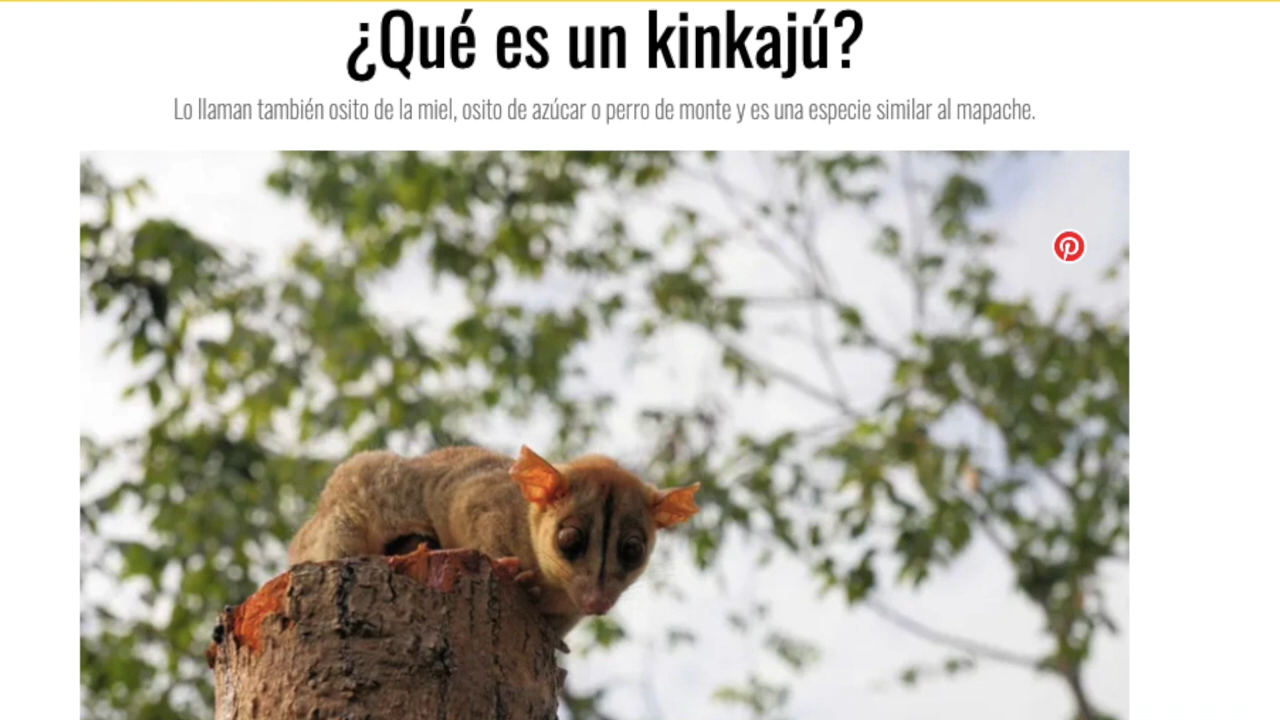 ¿Qué es un kinkajú?
Lo llaman también osito de la miel, osito de azúcar o perro de monte y es una especie similar al mapache.